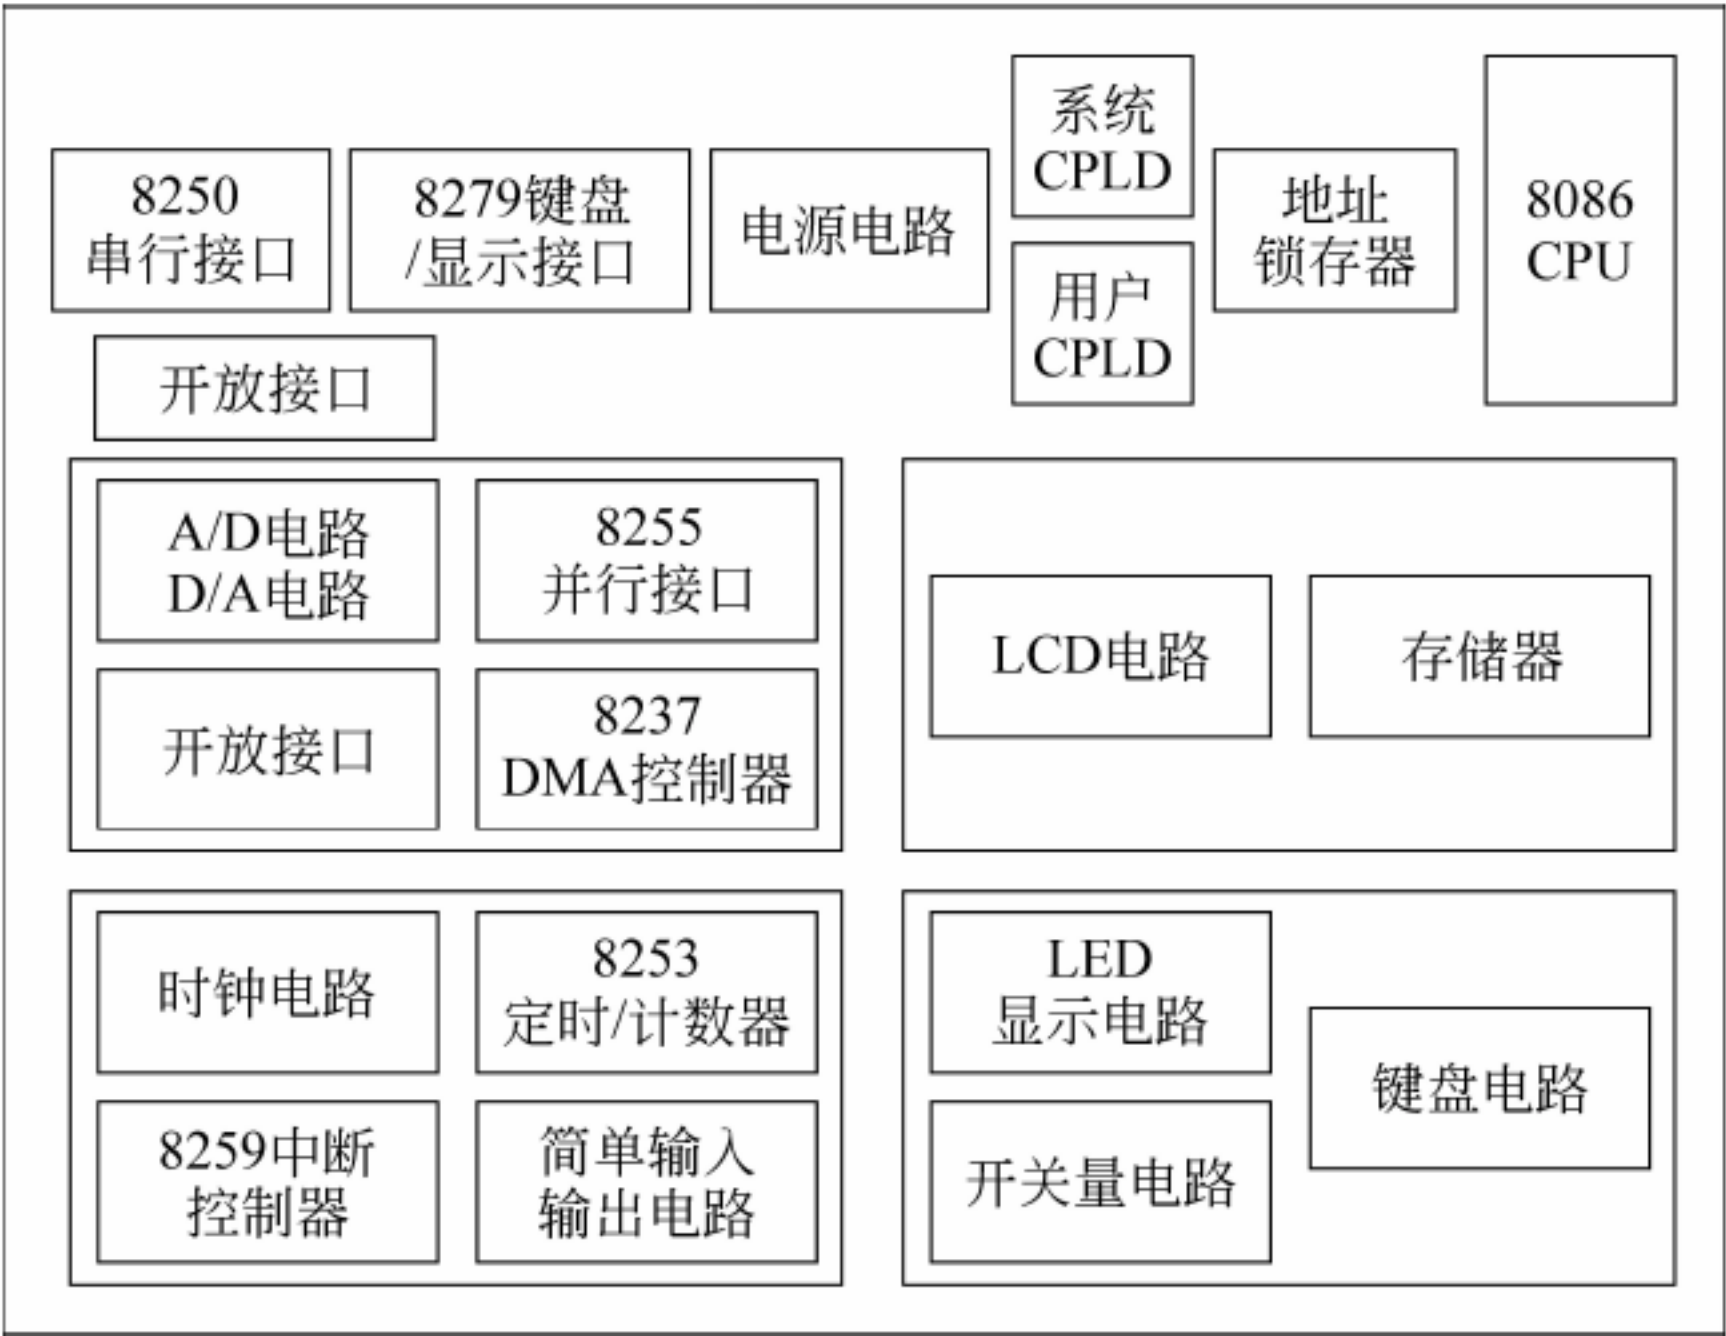 8250
串行接口
8279键盘
/显示接口
电源电路
系统
CPLD
用户
CPLD
地址
锁存器
8086
CPU
开放接口
A/D电路
D/A电路
8255
并行接口
开放接口
8237
DMA控制器
LCD电路
存储器
时钟电路
8253
定时/计数器
8259中断
控制器
简单输入
输出电路
LED
显示电路
开关量电路
键盘电路